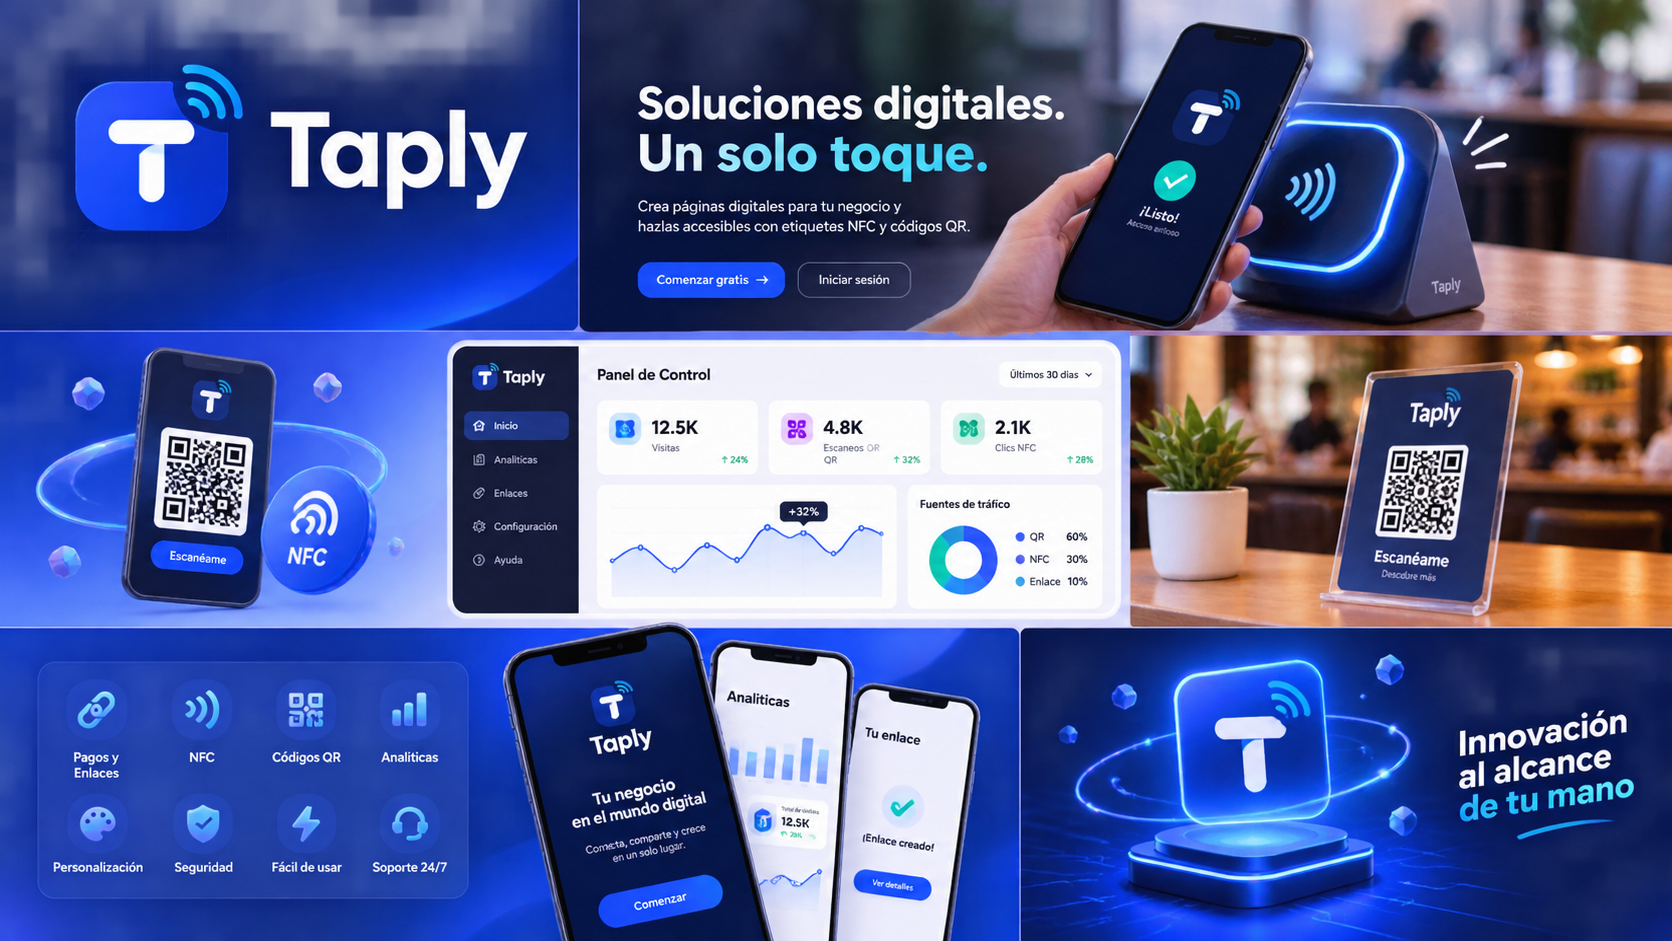 Taply
Soluciones digitales.
Un solo toque.
Crea páginas digitales para tu negocio y
hazlas accesibles con etiquetas NFC y códigos QR.
Comenzar gratis →
Iniciar sesión
¡Listo!
Taply
Escanéame
NFC
Taply
Inicio
Analíticas
Enlaces
Configuración
Ayuda
Panel de Control
Últimos 30 días
12.5K
Visitas
↑ 24%
4.8K
Escaneos QR
QR
↑ 32%
2.1K
Clics NFC
↑ 28%
+32%
Fuentes de tráfico
QR 60%
NFC 30%
Enlace 10%
Taply
Escanéame
Descubre más
Pagos y
Enlaces
NFC
Códigos QR
Analíticas
Personalización
Seguridad
Fácil de usar
Soporte 24/7
Taply
Tu negocio
en el mundo digital
Conecta, comparte y crece
en un solo lugar.
Comenzar
Analíticas
12.5K
Tu enlace
¡Enlace creado!
Ver detalles
Innovación
al alcance
de tu mano